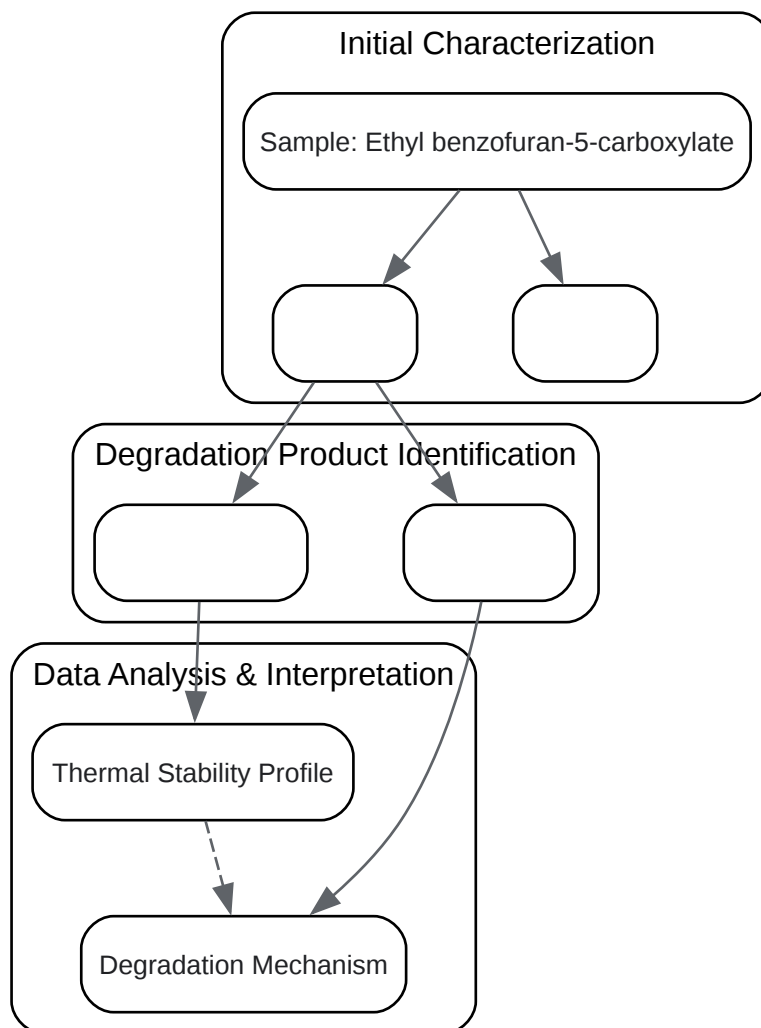 Initial Characterization
Sample: Ethyl benzofuran-5-carboxylate
Degradation Product Identification
Data Analysis & Interpretation
Thermal Stability Profile
Degradation Mechanism